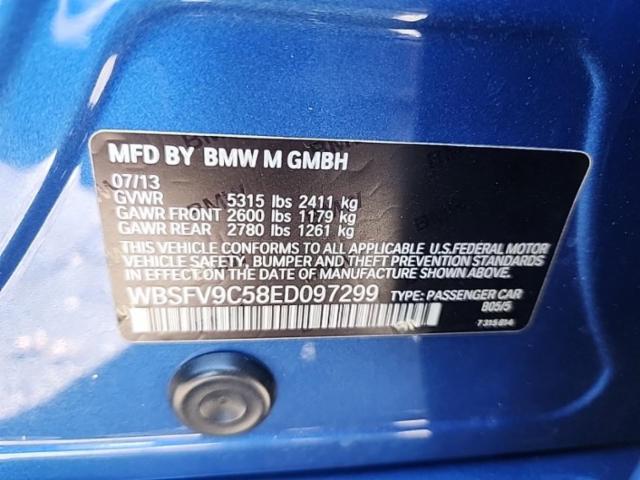 MFD BY BMW M GMBH
07/13
GVWR 5315 lbs 2411 kg
GAWR FRONT 2600 lbs 1179 kg
GAWR REAR 2780 lbs 1261 kg
THIS VEHICLE CONFORMS TO ALL APPLICABLE U.S.FEDERAL MOTOR
VEHICLE SAFETY, BUMPER, AND THEFT PREVENTION
STANDARDS IN EFFECT ON THE DATE OF MANUFACTURE SHOWN ABOVE.
WBSFV9C58ED097299 TYPE: PASSENGER CAR
B05/5
7315814